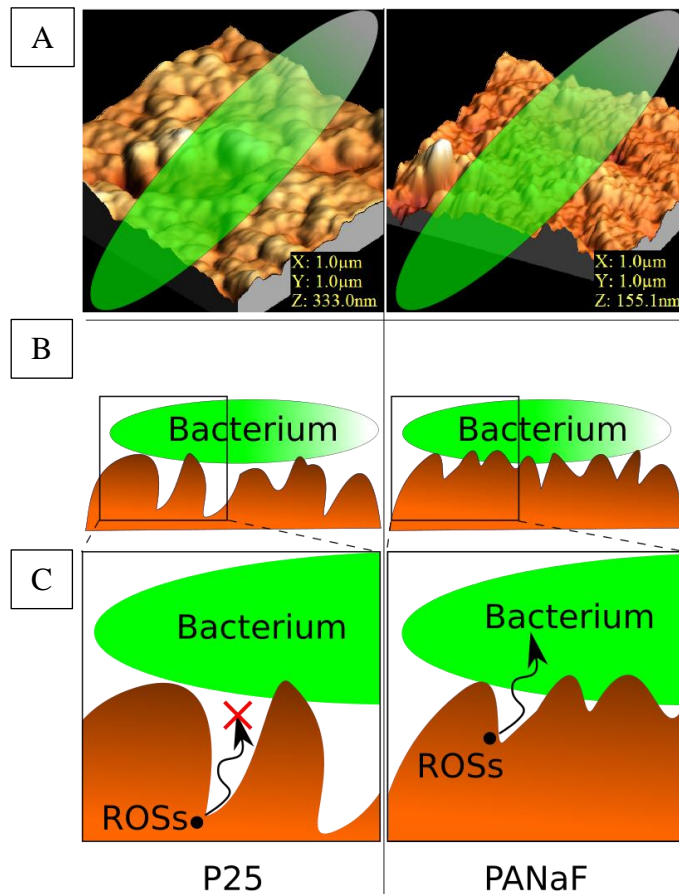 A
X: 1.0µm
Y: 1.0µm
Z: 333.0nm
X: 1.0µm
Y: 1.0µm
Z: 155.1nm
B
Bacterium
Bacterium
C
Bacterium
ROSs
Bacterium
ROSs
P25
PANaF